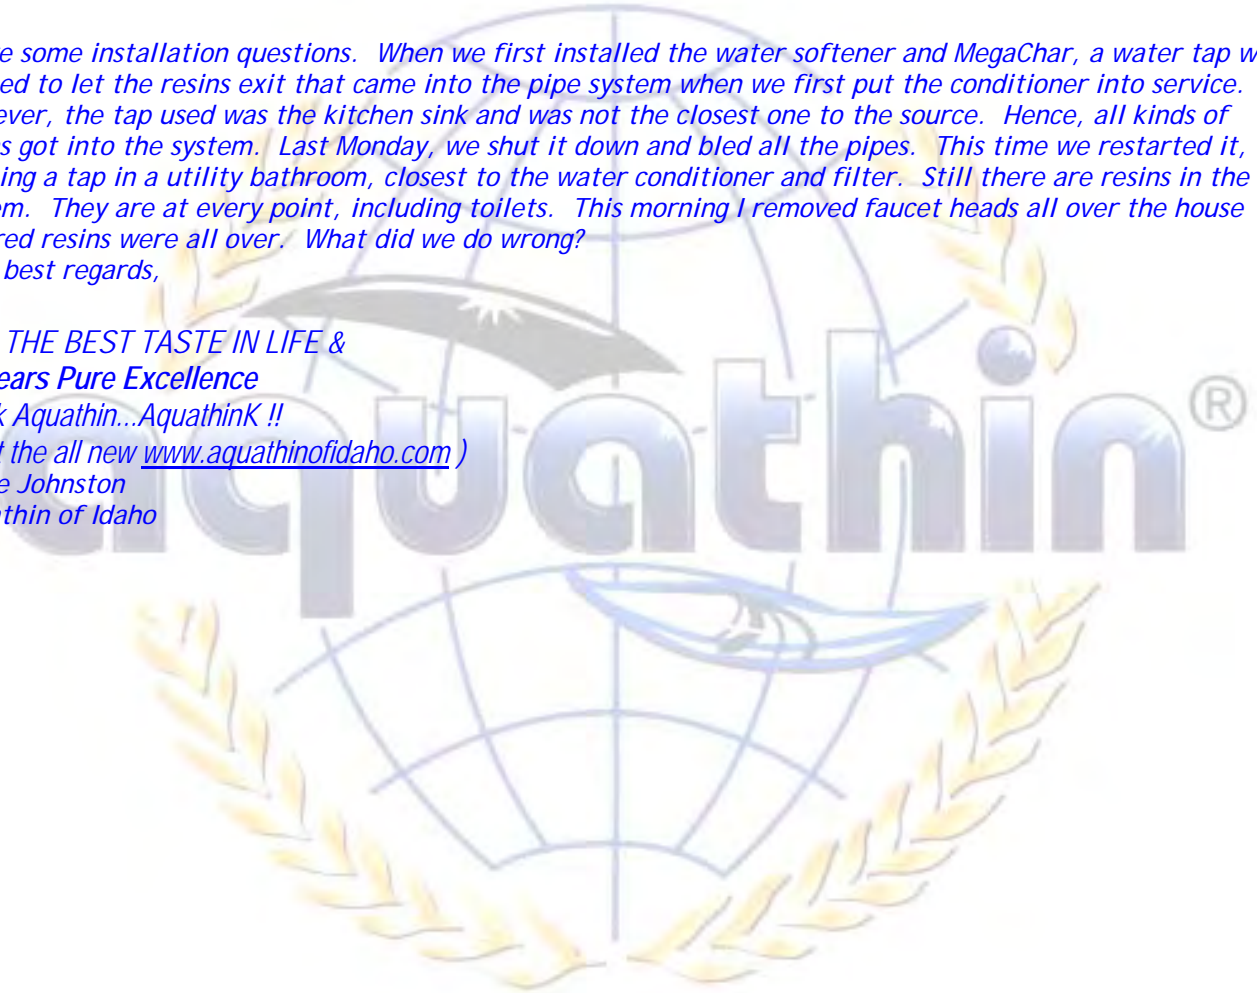 e some installation questions. When we first installed the water softener and MegaChar, a water tap w
ed to let the resins exit that came into the pipe system when we first put the conditioner into service.
ever, the tap used was the kitchen sink and was not the closest one to the source. Hence, all kinds of
s got into the system. Last Monday, we shut it down and bled all the pipes. This time we restarted it,
ing a tap in a utility bathroom, closest to the water conditioner and filter. Still there are resins in the
em. They are at every point, including toilets. This morning I removed faucet heads all over the house
red resins were all over. What did we do wrong?
best regards,
THE BEST TASTE IN LIFE &
ears Pure Excellence
k Aquathin...AquathinK !!
t the all new www.aquathinofidaho.com )
e Johnston
athin of Idaho
aquathin®